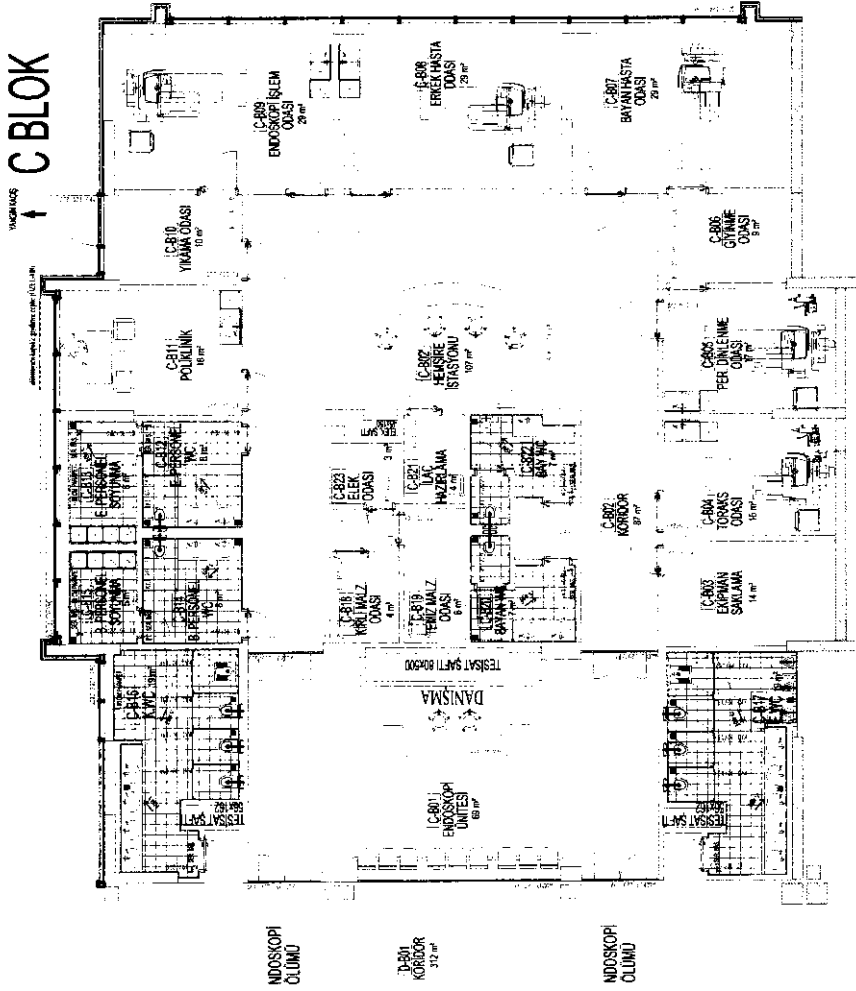 C BLOK
YANGIN KAÇIŞ
C-B09
ENDOSKOPİ İŞLEM
ODASI
29 m²
C-B08
ERKEK HASTA
ODASI
29 m²
C-B07
BAYAN HASTA
ODASI
29 m²
C-B10
YIKAMA ODASI
10 m²
C-B06
GİYİNME
ODASI
9 m²
C-B11
POLİKLİNİK
16 m²
C-B02
HEMŞİRE
İSTASYONU
107 m²
C-B05
PER. DİNLENME
ODASI
17 m²
E. PERSONEL
SOYUNMA
C-B12
E. PERSONEL
WC
C-B23
ELEK
ODASI
3 m²
ELEK. ŞAFTI
C-B21
İLAÇ
HAZIRLAMA
C-B22
BAY WC
7 m²
C-B02
KORİDOR
87 m²
C-B04
TORAKS
ODASI
B. PERSONEL
SOYUNMA
C-B14
B. PERSONEL
WC
C-B18
KİRLİ MALZ.
ODASI
4 m²
C-B19
TEMİZ MALZ.
ODASI
6 m²
C-B20
BAYAN WC
C-B03
EKİPMAN
SAKLAMA
14 m²
C-B16
K. WC
TESİSAT ŞAFTI 80x500
DANIŞMA
C-B17
E. WC
TESİSAT ŞAFTI
C-B01
ENDOSKOPİ
ÜNİTESİ
69 m²
TESİSAT ŞAFTI
NDOSKOPİ
ÖLÜMÜ
D-B01
KORİDOR
312 m²
NDOSKOPİ
ÖLÜMÜ